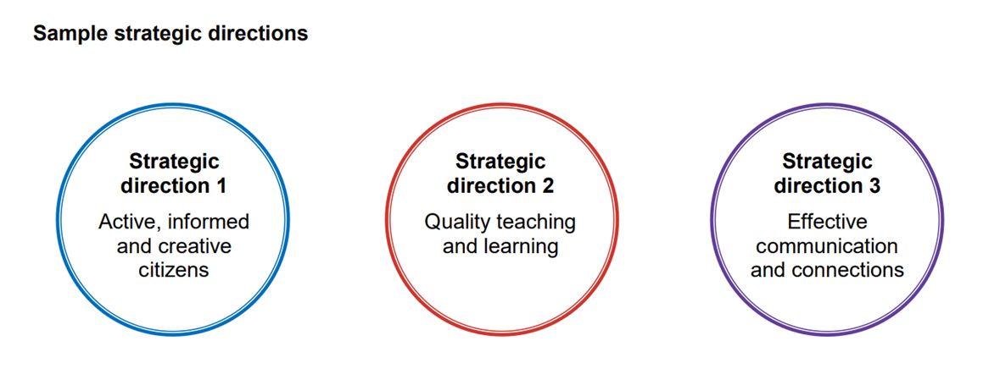 Sample strategic directions
Strategic
direction 1
Active, informed
and creative
citizens
Strategic
direction 2
Quality teaching
and learning
Strategic
direction 3
Effective
communication
and connections